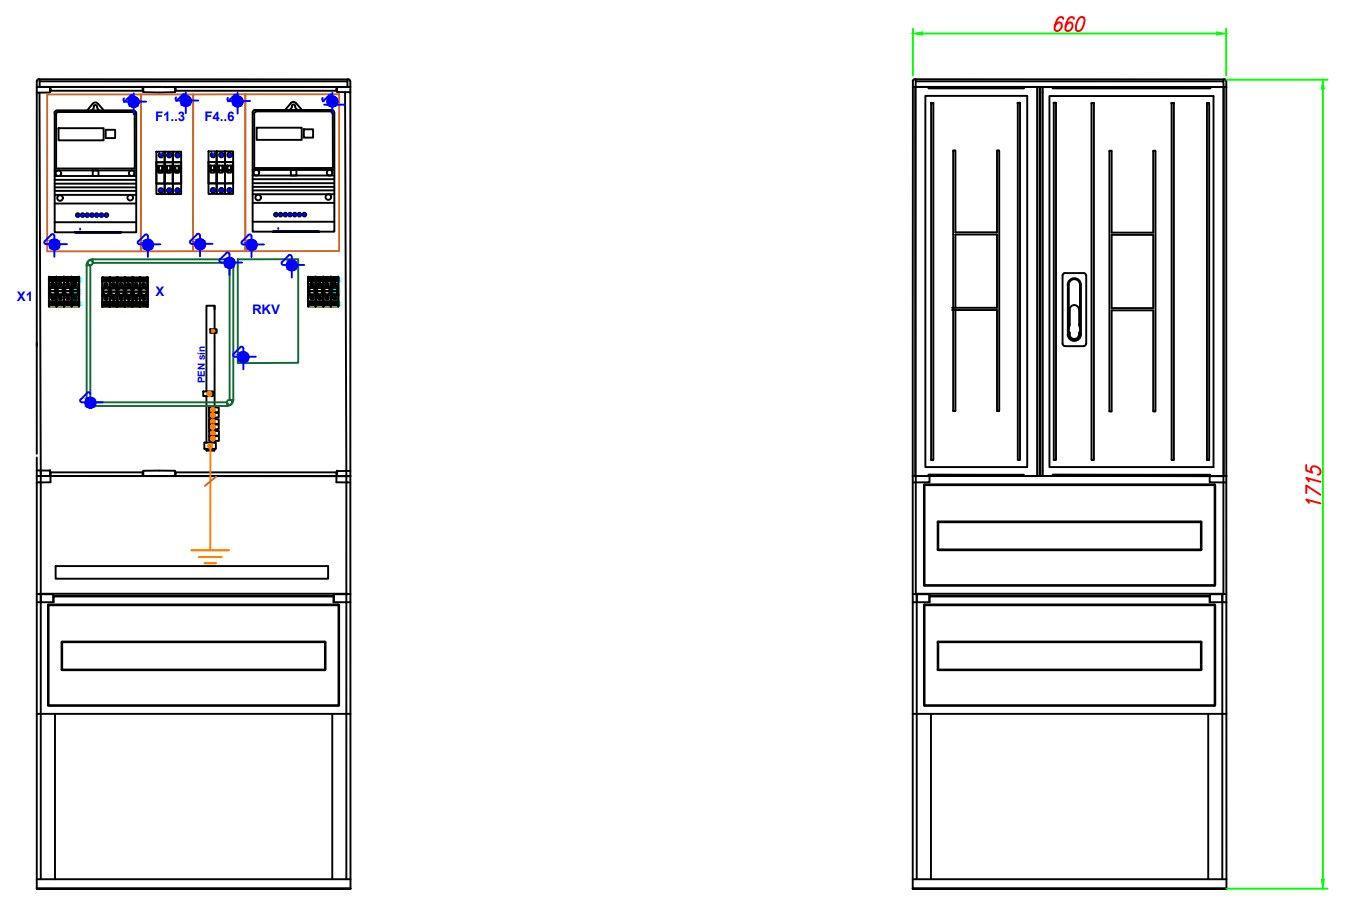 660
F1..3
F4..6
X1
X
RKV
PEN sin
1715